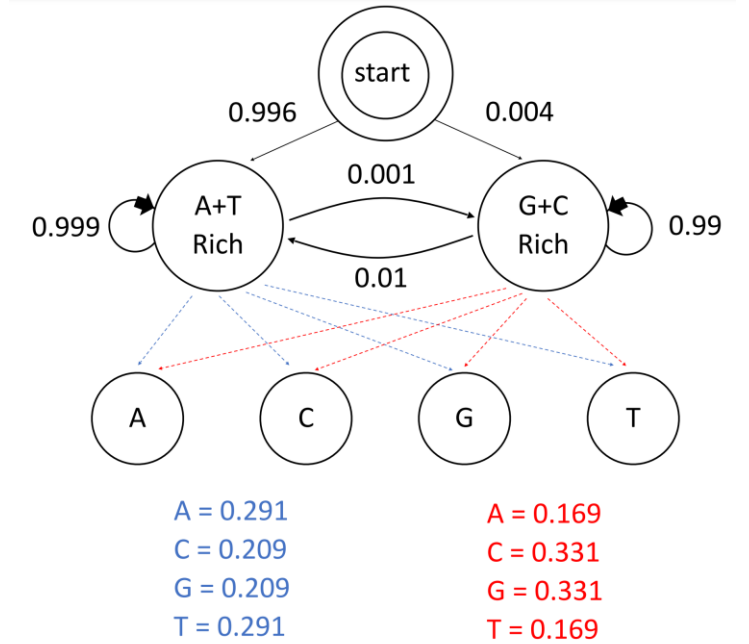 start
0.996
0.004
0.001
A+T
Rich
G+C
Rich
0.999
0.99
0.01
A
C
G
T
A = 0.291
C = 0.209
G = 0.209
T = 0.291
A = 0.169
C = 0.331
G = 0.331
T = 0.169